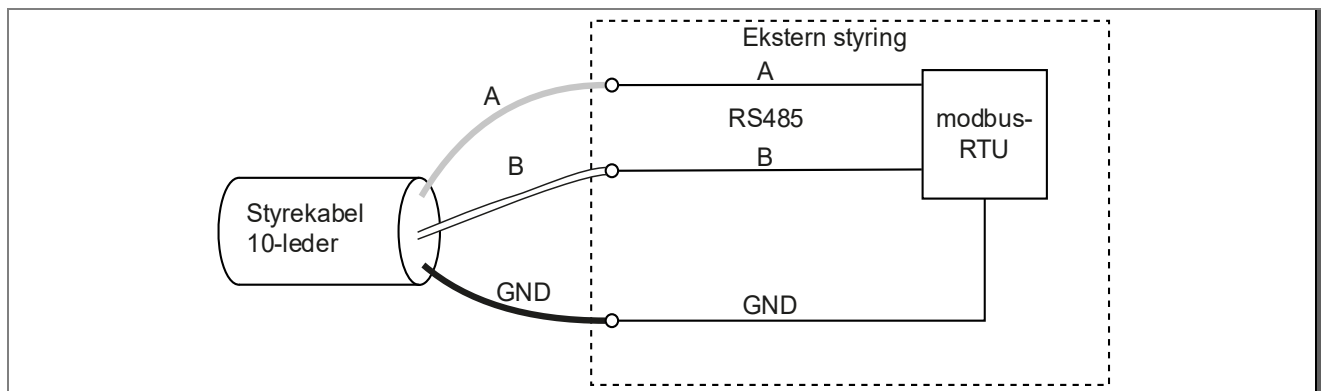 Ekstern styring
A
A
RS485
modbus-
RTU
B
B
Styrekabel
10-leder
GND
GND